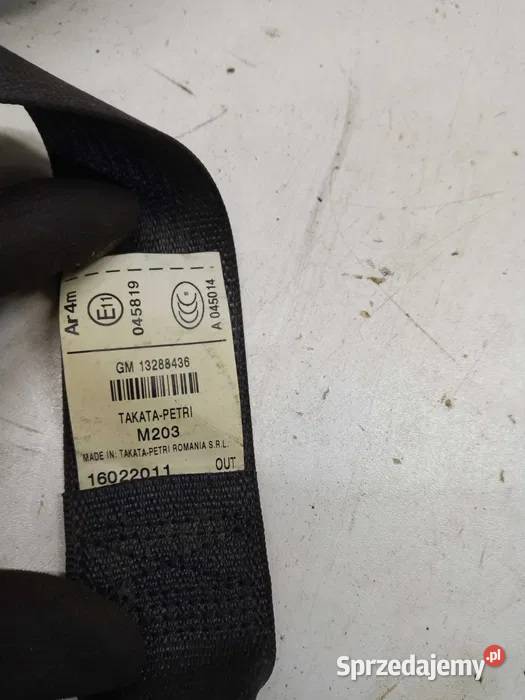 Ar4m
E11
045819
CCC
A 045014
GM 13288436
TAKATA-PETRI
M203
MADE IN: TAKATA-PETRI ROMANIA S.R.L.
16022011 OUT
Sprzedajemy.pl